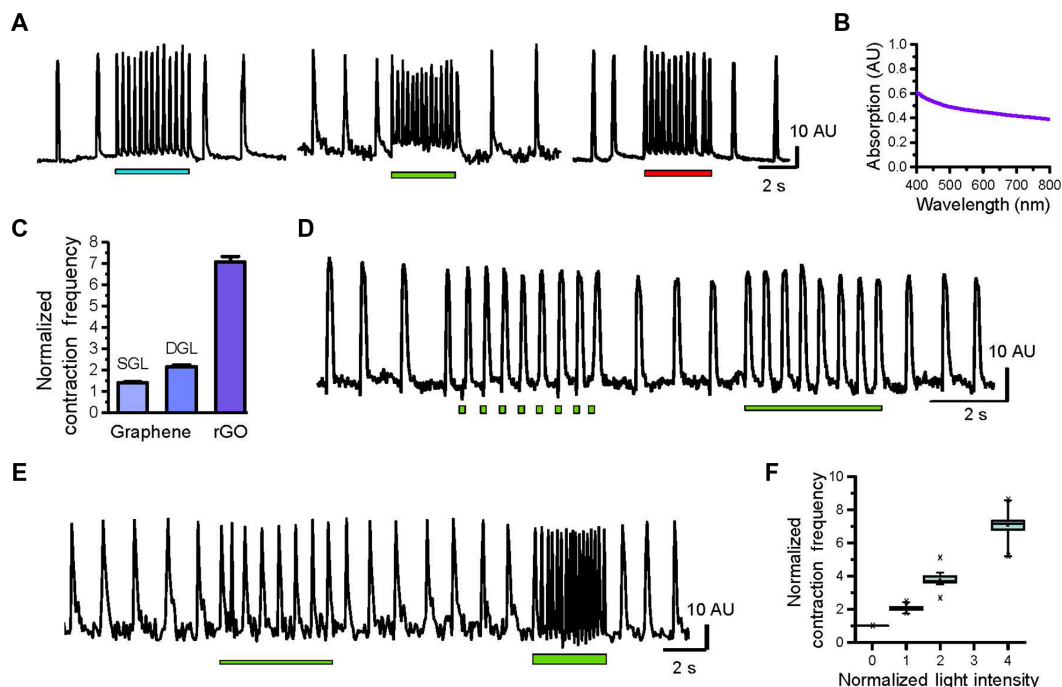 A
10 AU
2 s
B
Absorption (AU)
1.0
0.8
0.6
0.4
0.2
0.0
400 500 600 700 800
Wavelength (nm)
C
Normalized
contraction frequency
8
7
6
5
4
3
2
1
0
SGL
DGL
Graphene rGO
D
10 AU
2 s
E
10 AU
2 s
F
Normalized
contraction frequency
10
8
6
4
2
0
0 1 2 3 4
Normalized light intensity